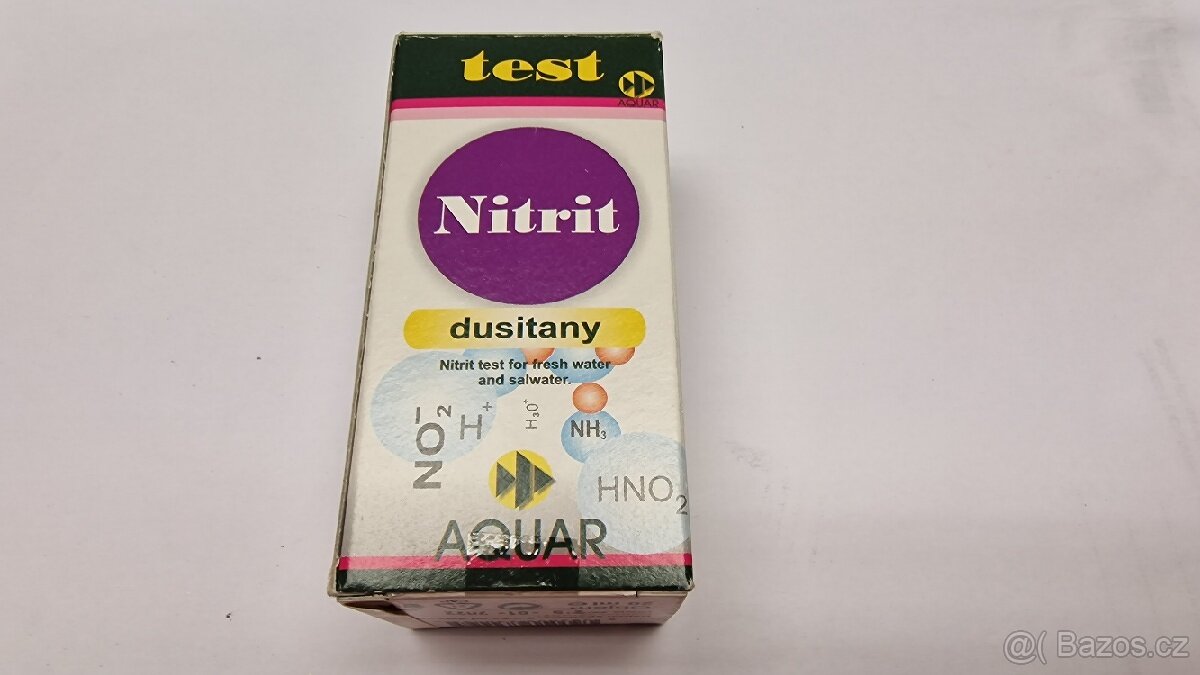 test
AQUAR
Nitrit
dusitany
Nitrit test for fresh water
and salwater.
NO₂⁻
H⁺
H₃O⁺
NH₃
HNO₂
AQUAR
@( Bazos.cz